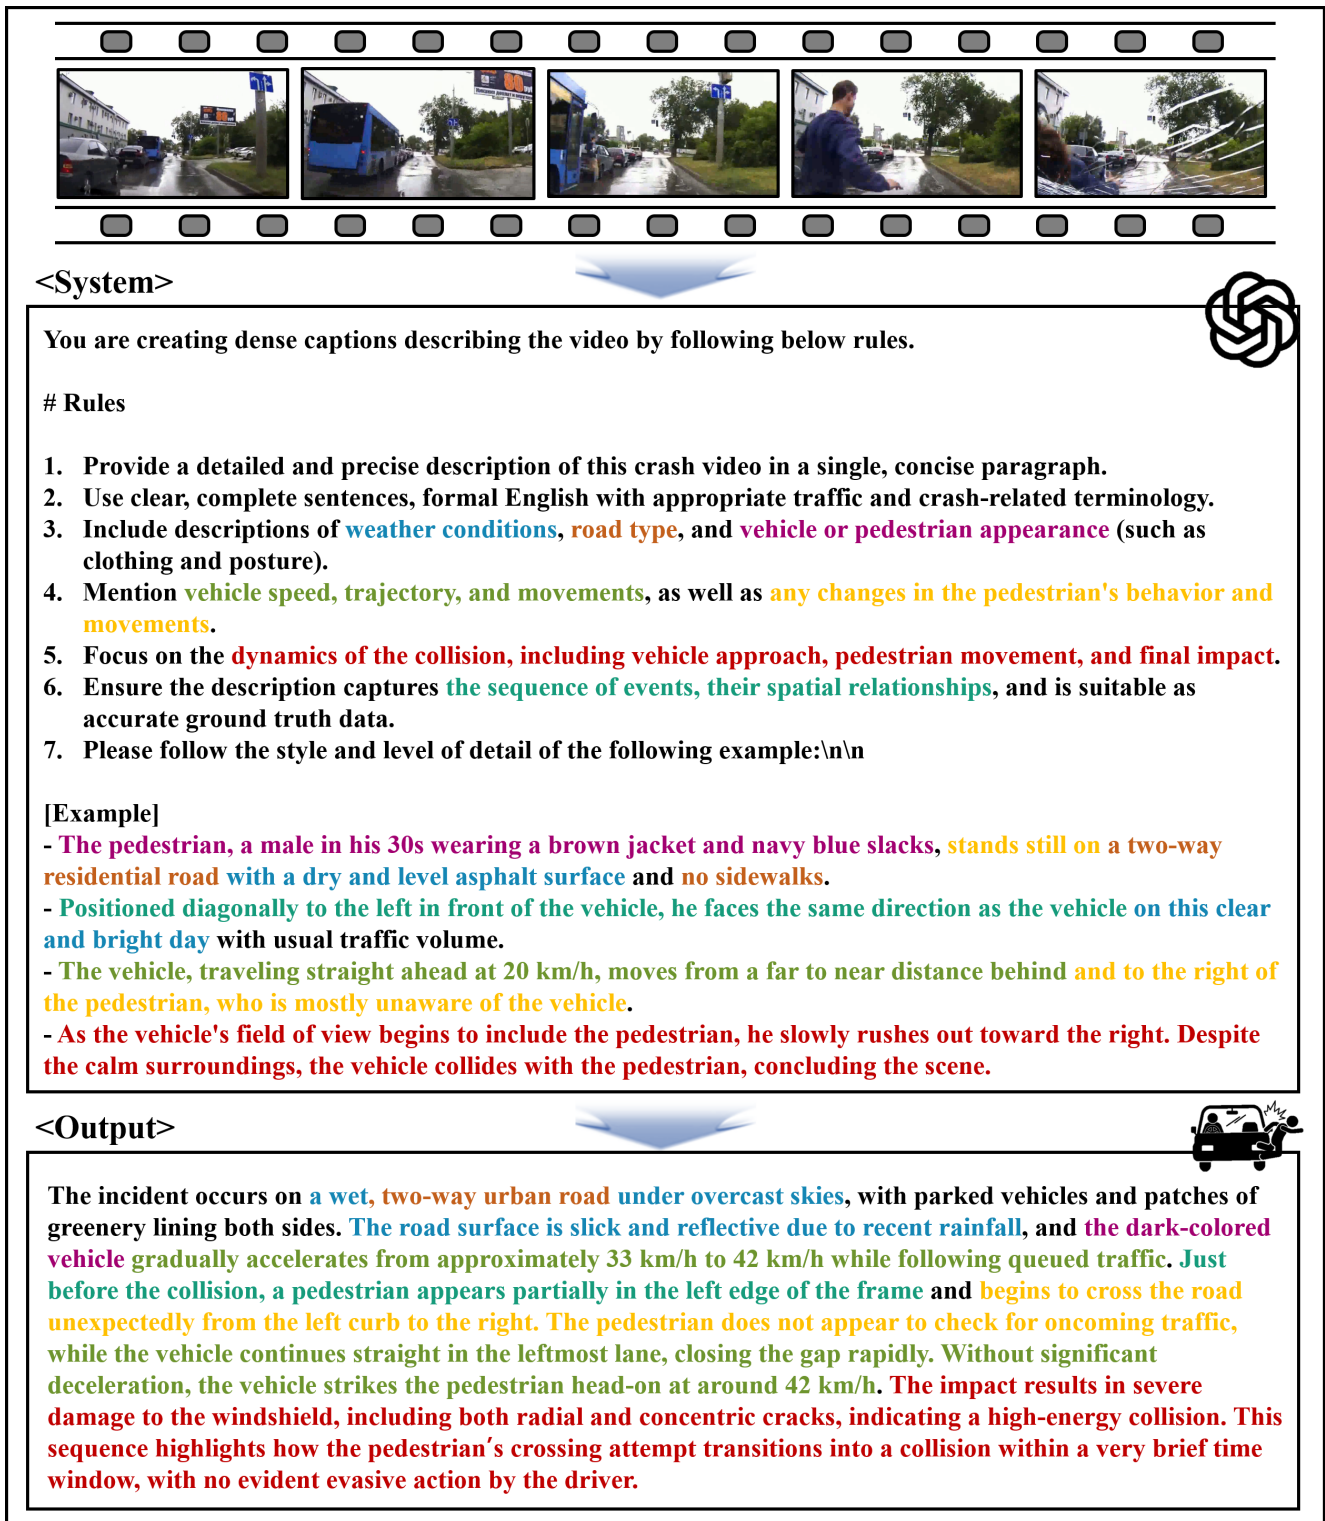 80
80
<System>
You are creating dense captions describing the video by following below rules.
# Rules
1. Provide a detailed and precise description of this crash video in a single, concise paragraph.
2. Use clear, complete sentences, formal English with appropriate traffic and crash-related terminology.
3. Include descriptions of weather conditions, road type, and vehicle or pedestrian appearance (such as
clothing and posture).
4. Mention vehicle speed, trajectory, and movements, as well as any changes in the pedestrian's behavior and
movements.
5. Focus on the dynamics of the collision, including vehicle approach, pedestrian movement, and final impact.
6. Ensure the description captures the sequence of events, their spatial relationships, and is suitable as
accurate ground truth data.
7. Please follow the style and level of detail of the following example:\n\n
[Example]
- The pedestrian, a male in his 30s wearing a brown jacket and navy blue slacks, stands still on a two-way
residential road with a dry and level asphalt surface and no sidewalks.
- Positioned diagonally to the left in front of the vehicle, he faces the same direction as the vehicle on this clear
and bright day with usual traffic volume.
- The vehicle, traveling straight ahead at 20 km/h, moves from a far to near distance behind and to the right of
the pedestrian, who is mostly unaware of the vehicle.
- As the vehicle's field of view begins to include the pedestrian, he slowly rushes out toward the right. Despite
the calm surroundings, the vehicle collides with the pedestrian, concluding the scene.
<Output>
The incident occurs on a wet, two-way urban road under overcast skies, with parked vehicles and patches of
greenery lining both sides. The road surface is slick and reflective due to recent rainfall, and the dark-colored
vehicle gradually accelerates from approximately 33 km/h to 42 km/h while following queued traffic. Just
before the collision, a pedestrian appears partially in the left edge of the frame and begins to cross the road
unexpectedly from the left curb to the right. The pedestrian does not appear to check for oncoming traffic,
while the vehicle continues straight in the leftmost lane, closing the gap rapidly. Without significant
deceleration, the vehicle strikes the pedestrian head-on at around 42 km/h. The impact results in severe
damage to the windshield, including both radial and concentric cracks, indicating a high-energy collision. This
sequence highlights how the pedestrian’s crossing attempt transitions into a collision within a very brief time
window, with no evident evasive action by the driver.